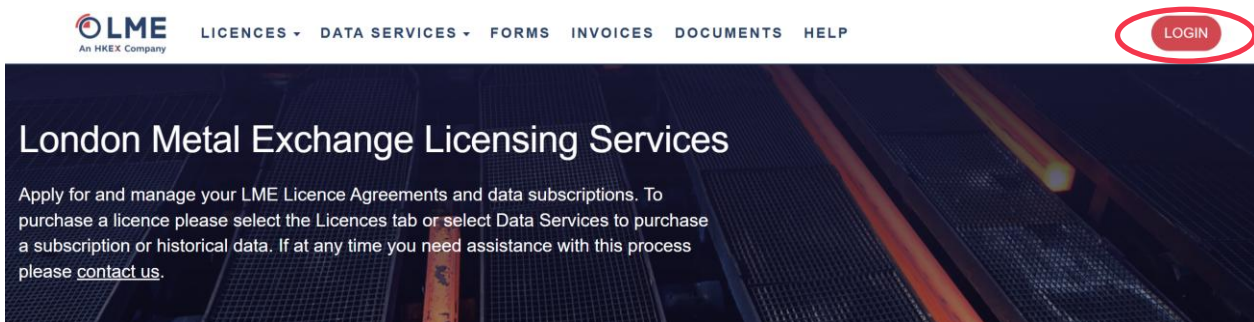 LME
An HKEX Company
LICENCES DATA SERVICES FORMS INVOICES DOCUMENTS HELP
LOGIN
London Metal Exchange Licensing Services
Apply for and manage your LME Licence Agreements and data subscriptions. To
purchase a licence please select the Licences tab or select Data Services to purchase
a subscription or historical data. If at any time you need assistance with this process
please contact us.